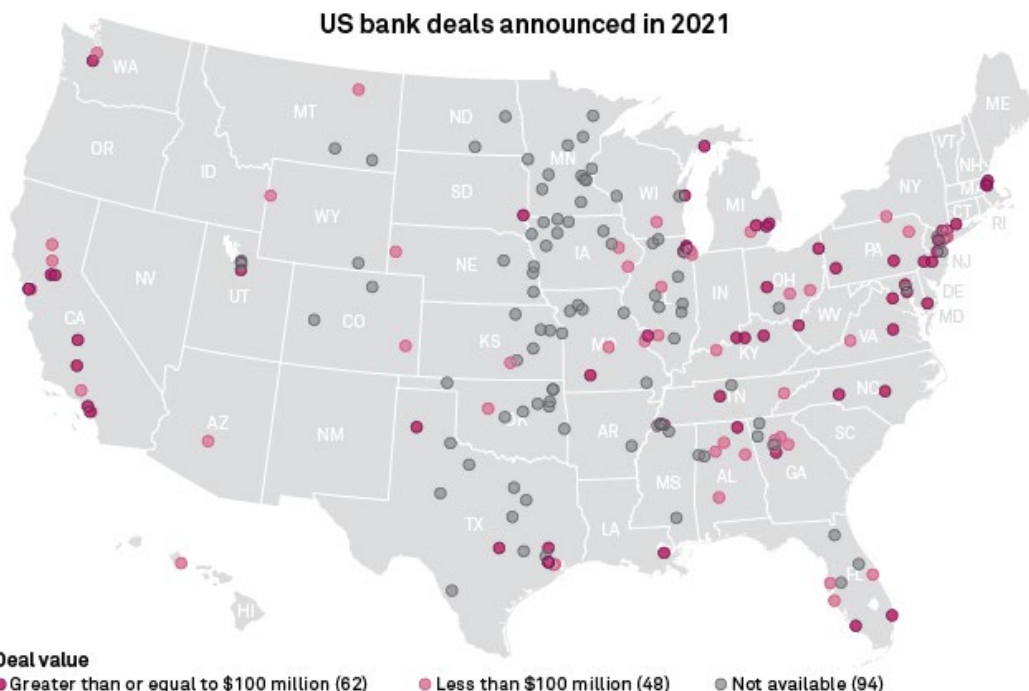 US bank deals announced in 2021
WA
MT
ND
ME
OR
ID
SD
MN
WI
MI
VT
NH
NY
MA
CT
RI
WY
IA
NE
PA
NJ
NV
UT
CO
IN
OH
DE
MD
CA
KS
WV
VA
KY
AZ
NM
AR
TN
NC
SC
TX
LA
MS
AL
GA
HI
FL
Deal value
Greater than or equal to $100 million (62) Less than $100 million (48) Not available (94)